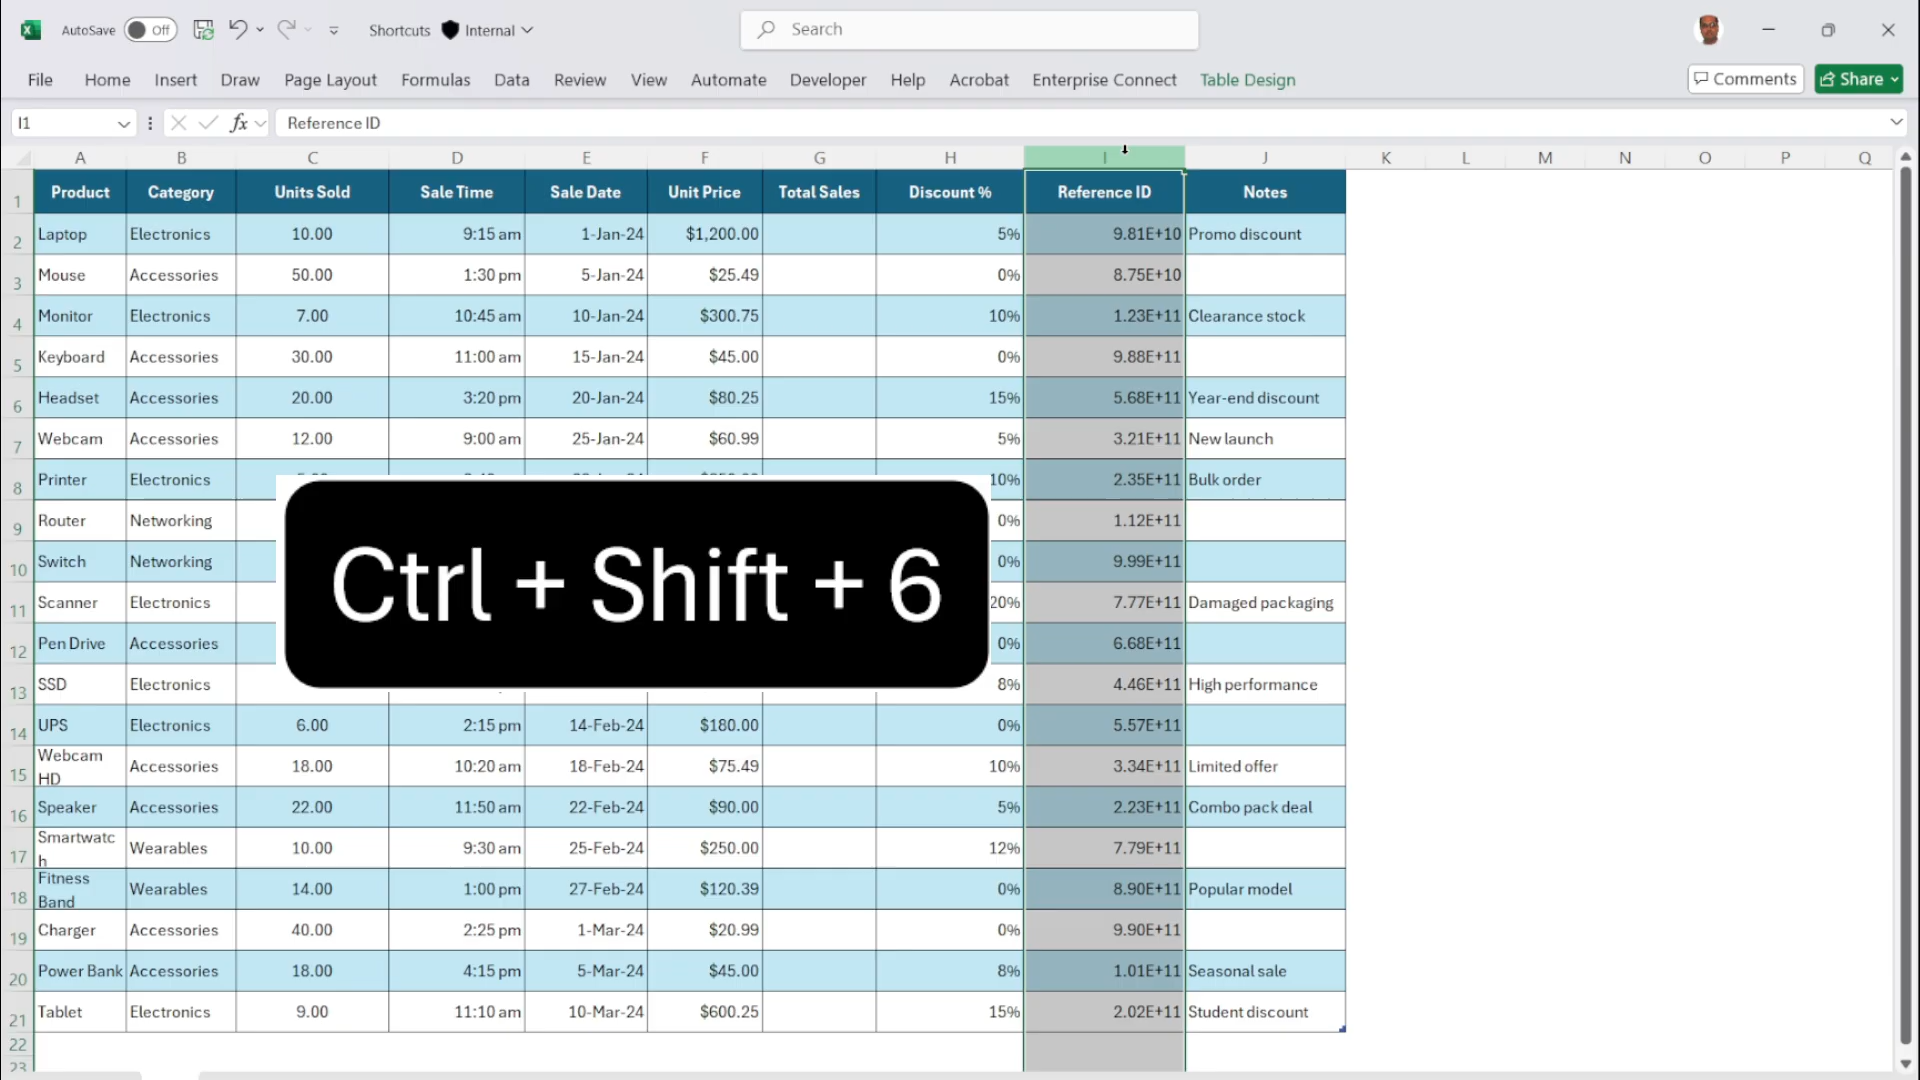 AutoSave Off Shortcuts Internal Search
File Home Insert Draw Page Layout Formulas Data Review View Automate Developer Help Acrobat Enterprise Connect Table Design Comments Share
I1 fx Reference ID
A B C D E F G H I J K L M N O P Q
1 Product Category Units Sold Sale Time Sale Date Unit Price Total Sales Discount % Reference ID Notes
2 Laptop Electronics 10.00 9:15 am 1-Jan-24 $1,200.00 5% 9.81E+10 Promo discount
3 Mouse Accessories 50.00 1:30 pm 5-Jan-24 $25.49 0% 8.75E+10
4 Monitor Electronics 7.00 10:45 am 10-Jan-24 $300.75 10% 1.23E+11 Clearance stock
5 Keyboard Accessories 30.00 11:00 am 15-Jan-24 $45.00 0% 9.88E+11
6 Headset Accessories 20.00 3:20 pm 20-Jan-24 $80.25 15% 5.68E+11 Year-end discount
7 Webcam Accessories 12.00 9:00 am 25-Jan-24 $60.99 5% 3.21E+11 New launch
8 Printer Electronics 10% 2.35E+11 Bulk order
9 Router Networking 0% 1.12E+11
10 Switch Networking 0% 9.99E+11
Ctrl + Shift + 6
11 Scanner Electronics 20% 7.77E+11 Damaged packaging
12 Pen Drive Accessories 0% 6.68E+11
13 SSD Electronics 8% 4.46E+11 High performance
14 UPS Electronics 6.00 2:15 pm 14-Feb-24 $180.00 0% 5.57E+11
15 Webcam HD Accessories 18.00 10:20 am 18-Feb-24 $75.49 10% 3.34E+11 Limited offer
16 Speaker Accessories 22.00 11:50 am 22-Feb-24 $90.00 5% 2.23E+11 Combo pack deal
17 Smartwatch Wearables 10.00 9:30 am 25-Feb-24 $250.00 12% 7.79E+11
18 Fitness Band Wearables 14.00 1:00 pm 27-Feb-24 $120.39 0% 8.90E+11 Popular model
19 Charger Accessories 40.00 2:25 pm 1-Mar-24 $20.99 0% 9.90E+11
20 Power Bank Accessories 18.00 4:15 pm 5-Mar-24 $45.00 8% 1.01E+11 Seasonal sale
21 Tablet Electronics 9.00 11:10 am 10-Mar-24 $600.25 15% 2.02E+11 Student discount
22
23